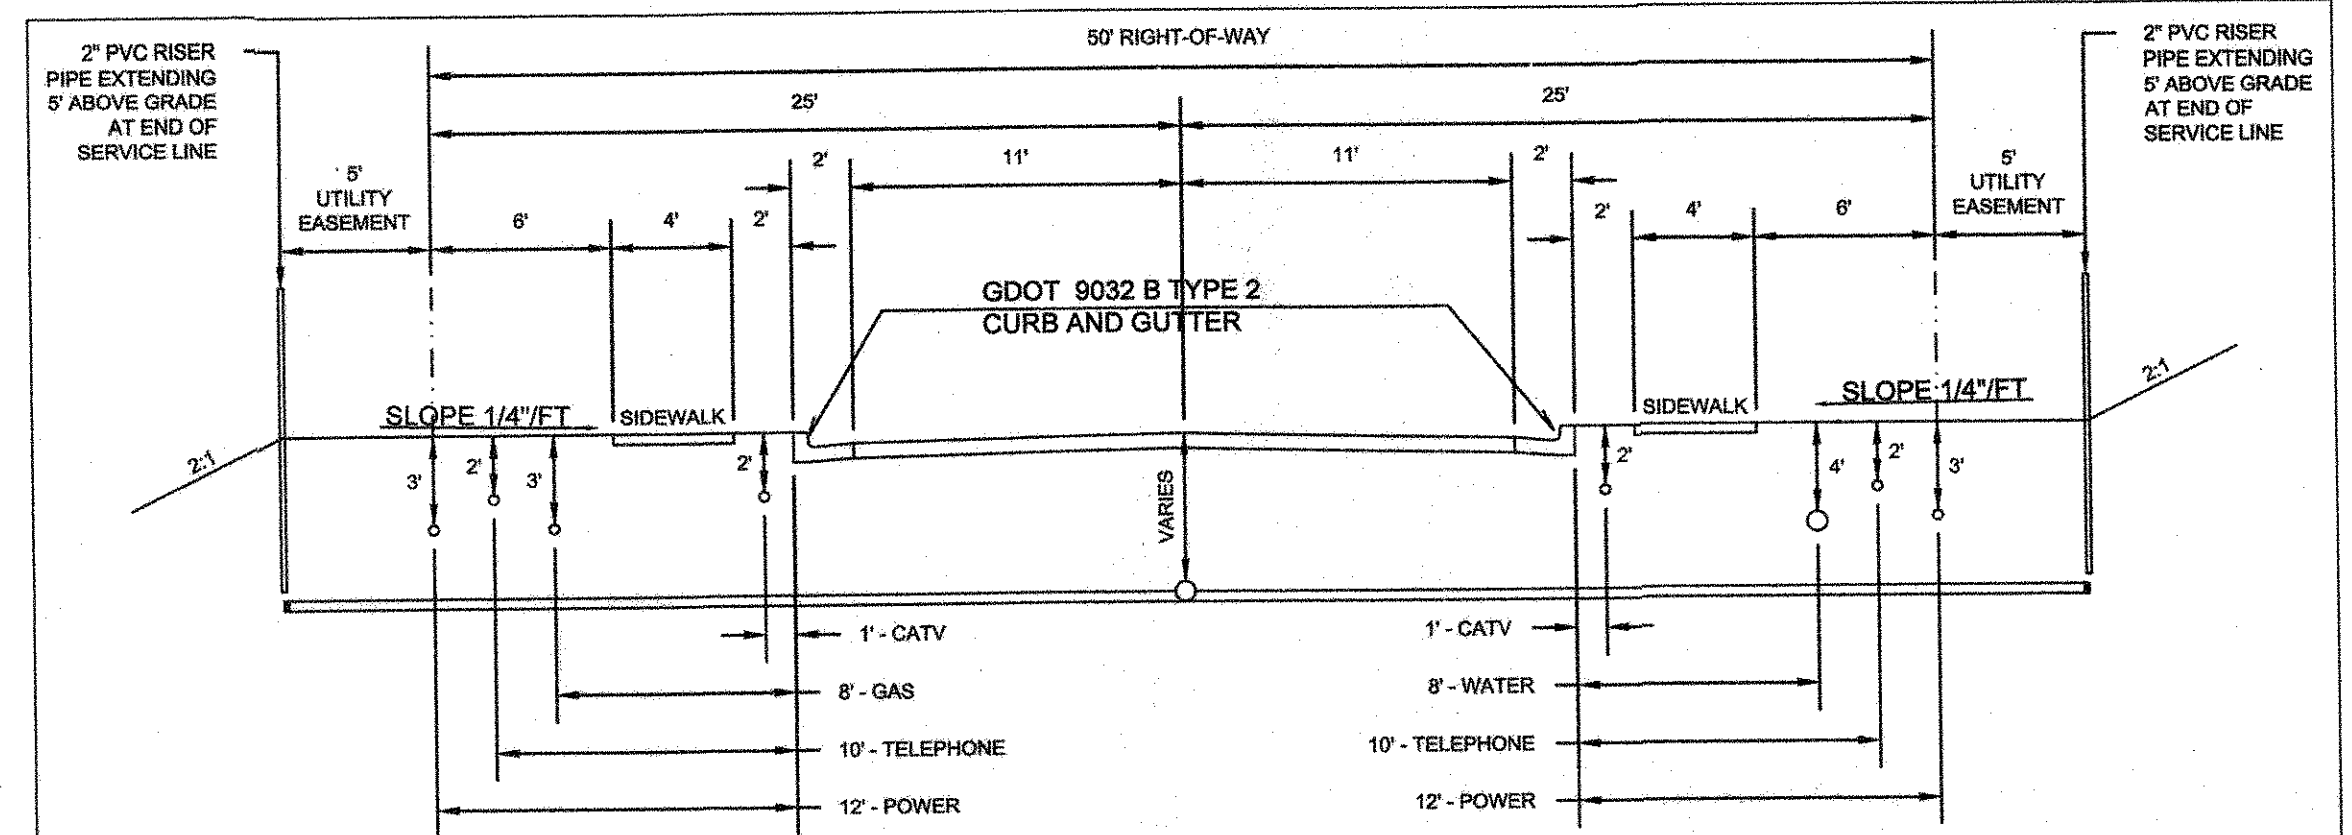 50' RIGHT-OF-WAY
2" PVC RISER
PIPE EXTENDING
5' ABOVE GRADE
AT END OF
SERVICE LINE
2" PVC RISER
PIPE EXTENDING
5' ABOVE GRADE
AT END OF
SERVICE LINE
25'
25'
2'
11'
11'
2'
5'
UTILITY
EASEMENT
6'
4'
2'
2'
4'
6'
5'
UTILITY
EASEMENT
GDOT 9032 B TYPE 2
CURB AND GUTTER
SLOPE 1/4"/FT
SIDEWALK
SIDEWALK
SLOPE 1/4"/FT
2:1
2:1
3'
2'
3'
2'
VARIES
2'
4'
2'
3'
1' - CATV
1' - CATV
8' - GAS
8' - WATER
10' - TELEPHONE
10' - TELEPHONE
12' - POWER
12' - POWER